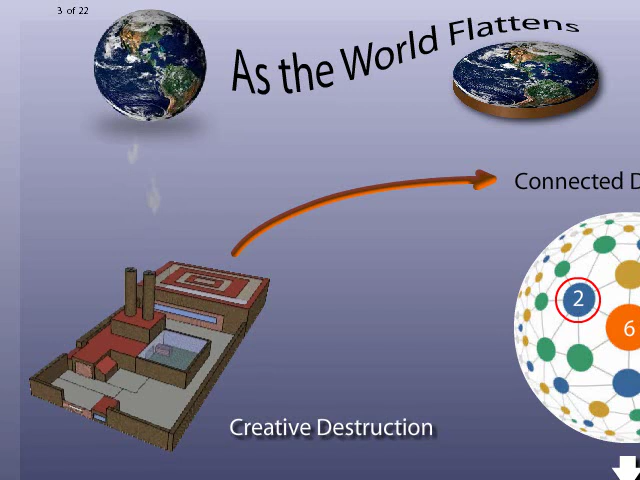 3 of 22
As the World Flattens
Connected D
2
6
Creative Destruction